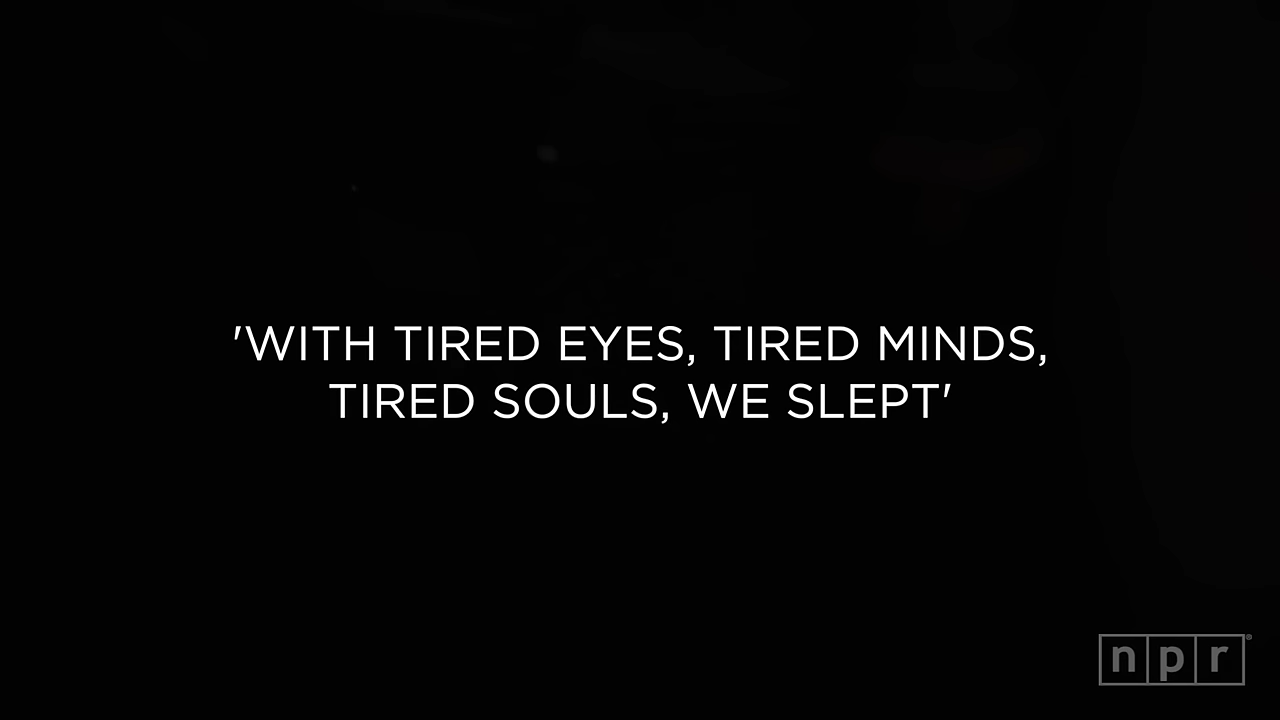 'WITH TIRED EYES, TIRED MINDS,
TIRED SOULS, WE SLEPT'
npr®